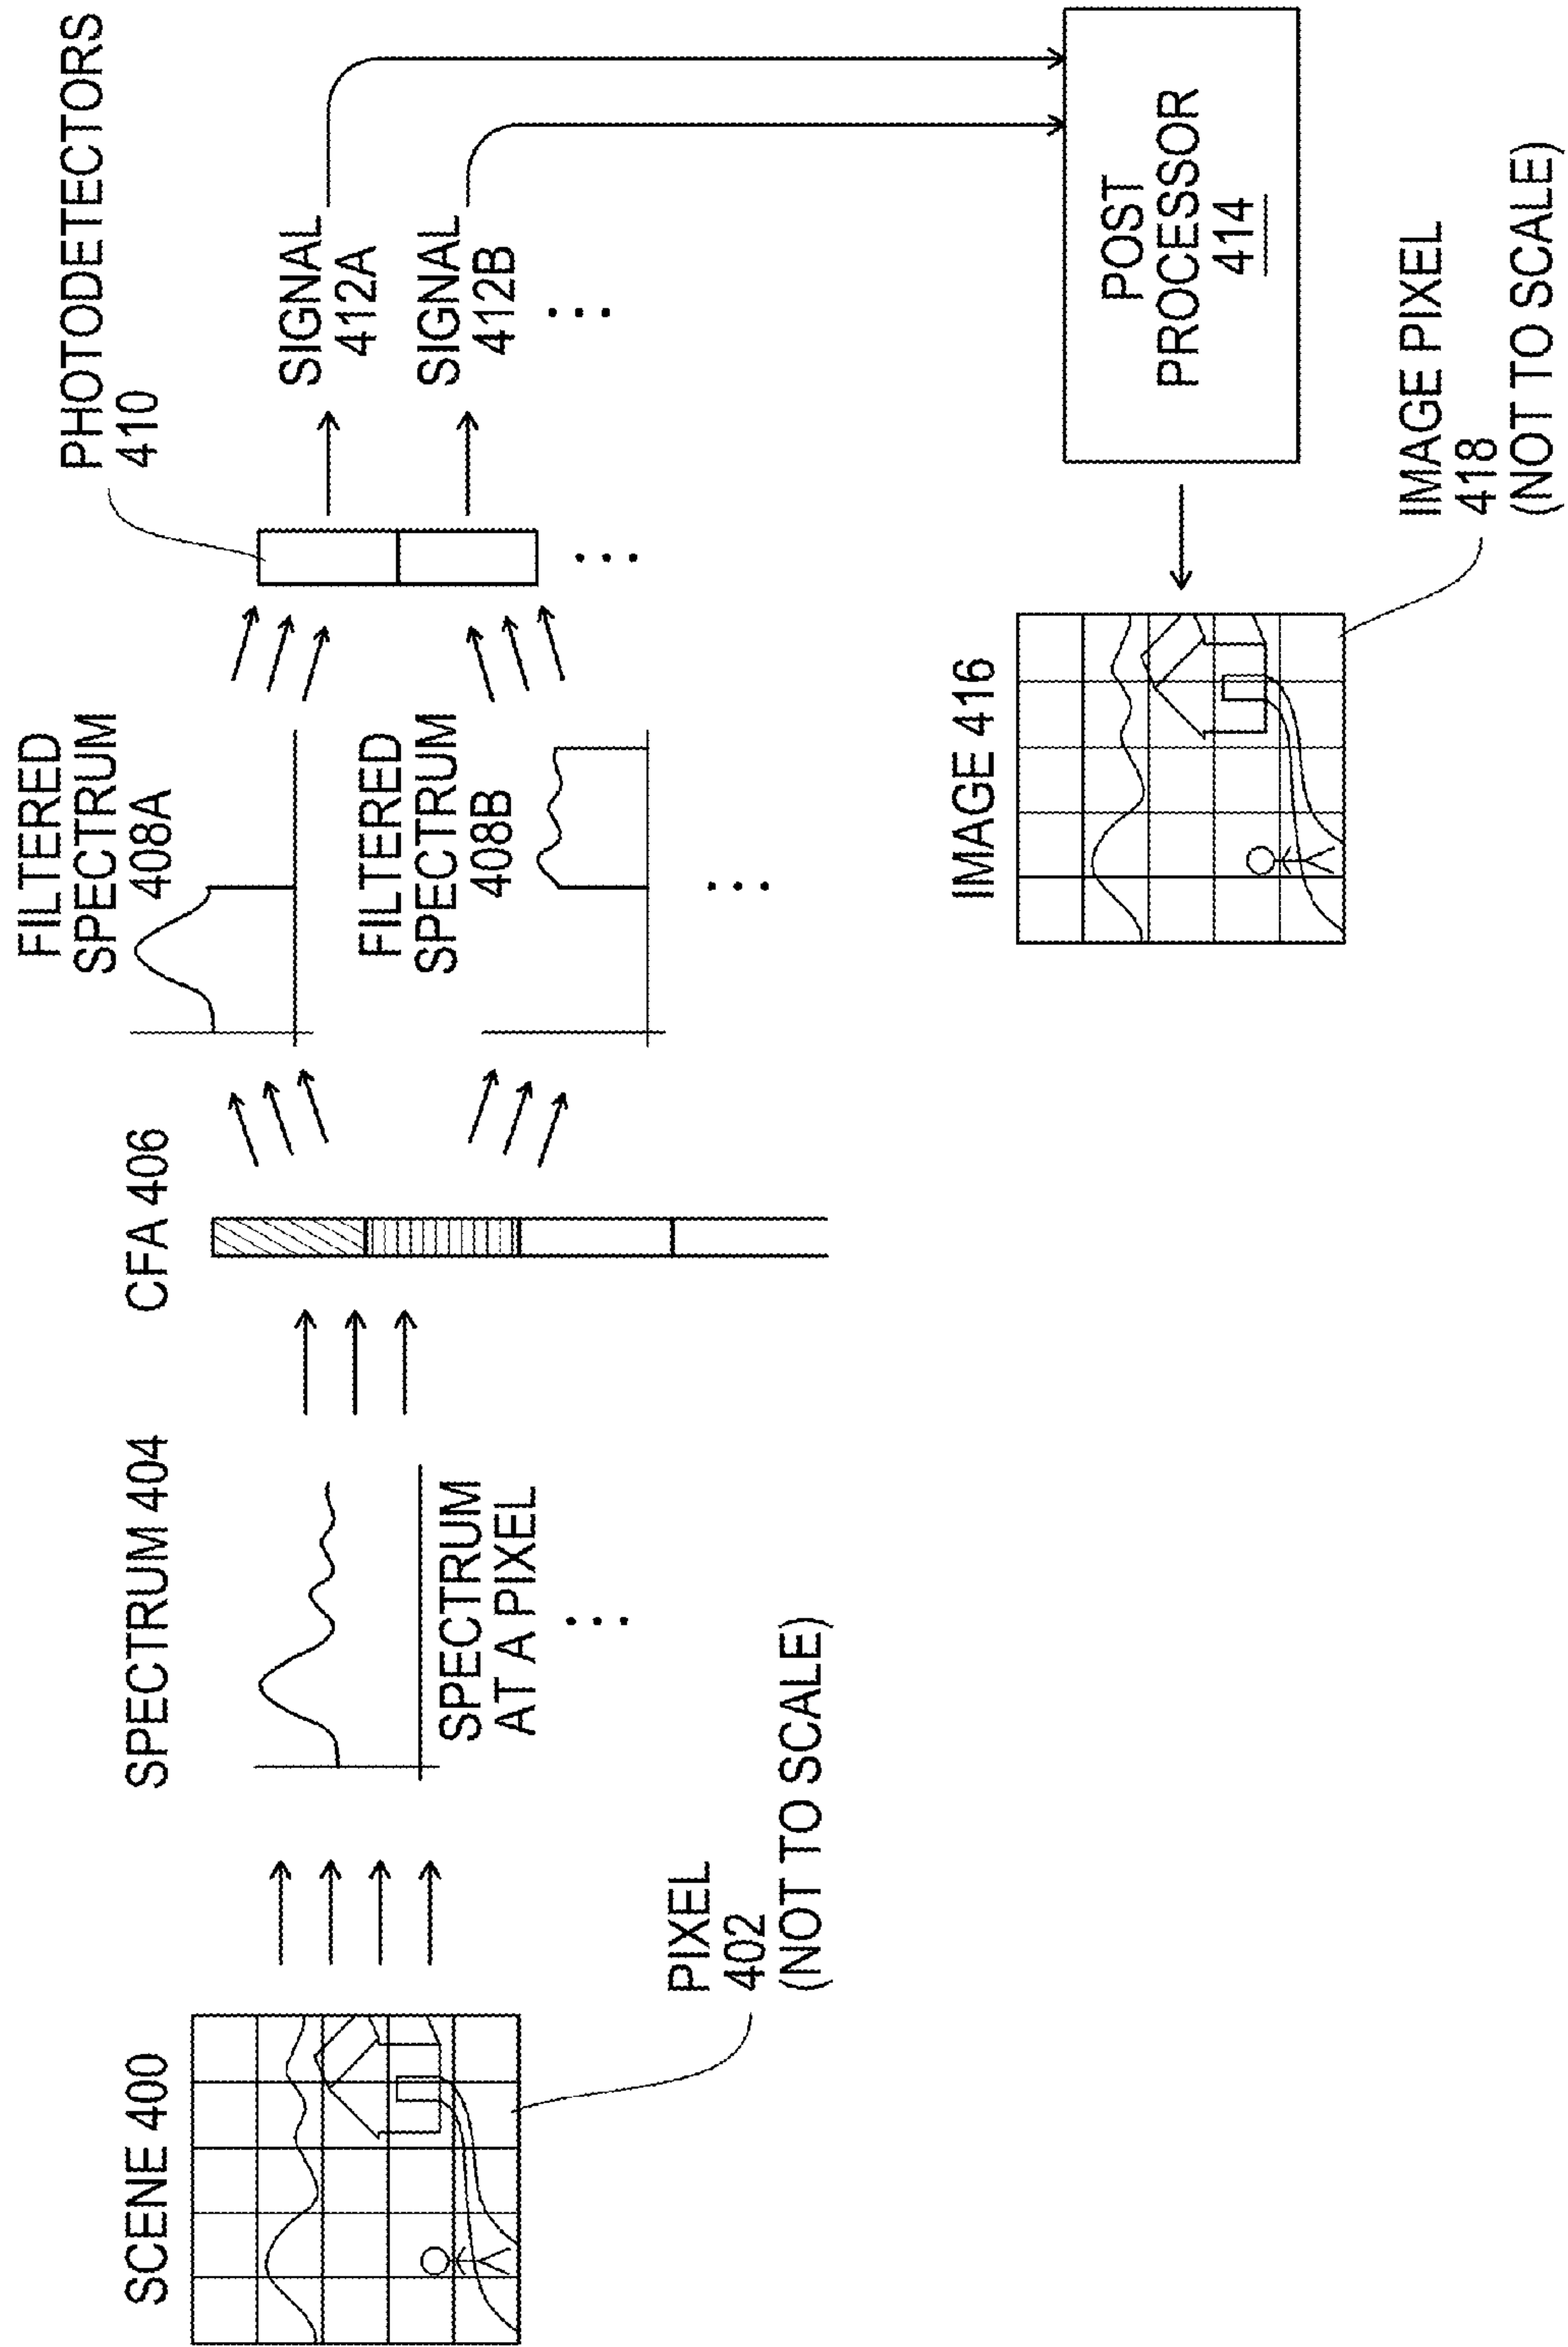 SCENE 400
PIXEL
402
(NOT TO SCALE)
SPECTRUM 404
SPECTRUM
AT A PIXEL
CFA 406
FILTERED
SPECTRUM
408A
FILTERED
SPECTRUM
408B
PHOTODETECTORS
410
SIGNAL
412A
SIGNAL
412B
POST
PROCESSOR
414
IMAGE 416
IMAGE PIXEL
418
(NOT TO SCALE)